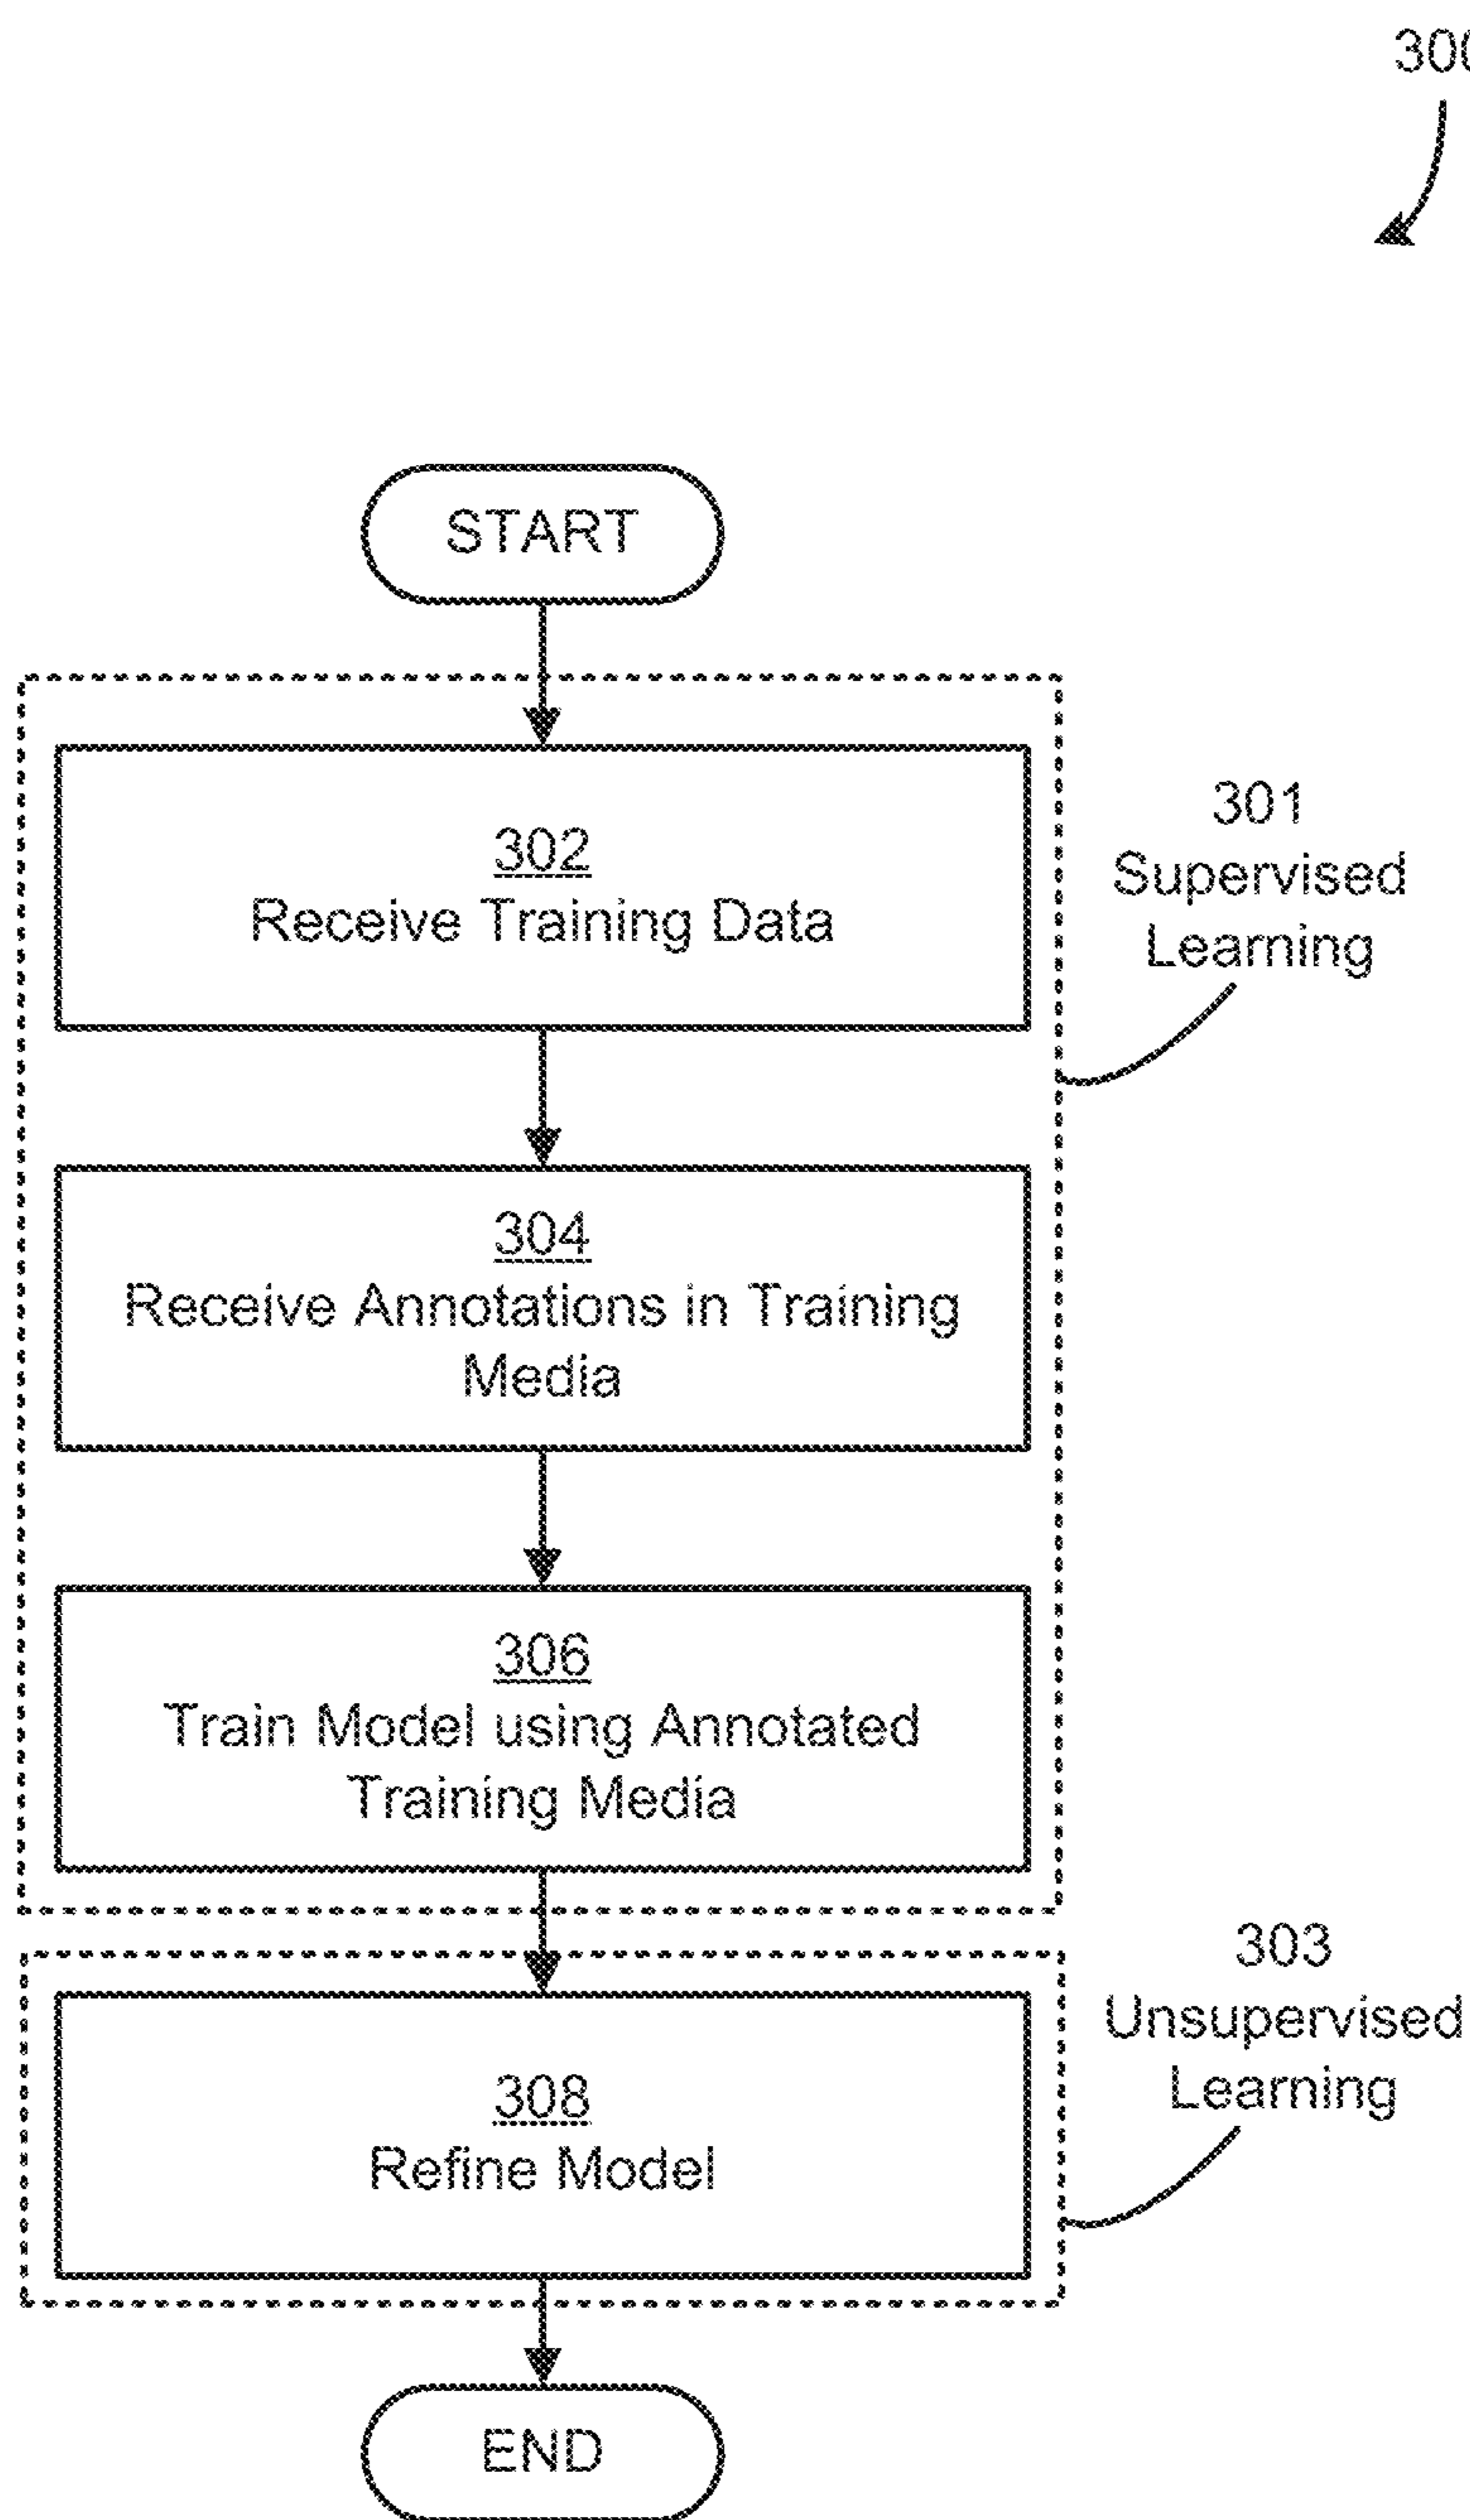 300
START
302
Receive Training Data
301
Supervised
Learning
304
Receive Annotations in Training
Media
306
Train Model using Annotated
Training Media
303
Unsupervised
Learning
308
Refine Model
END